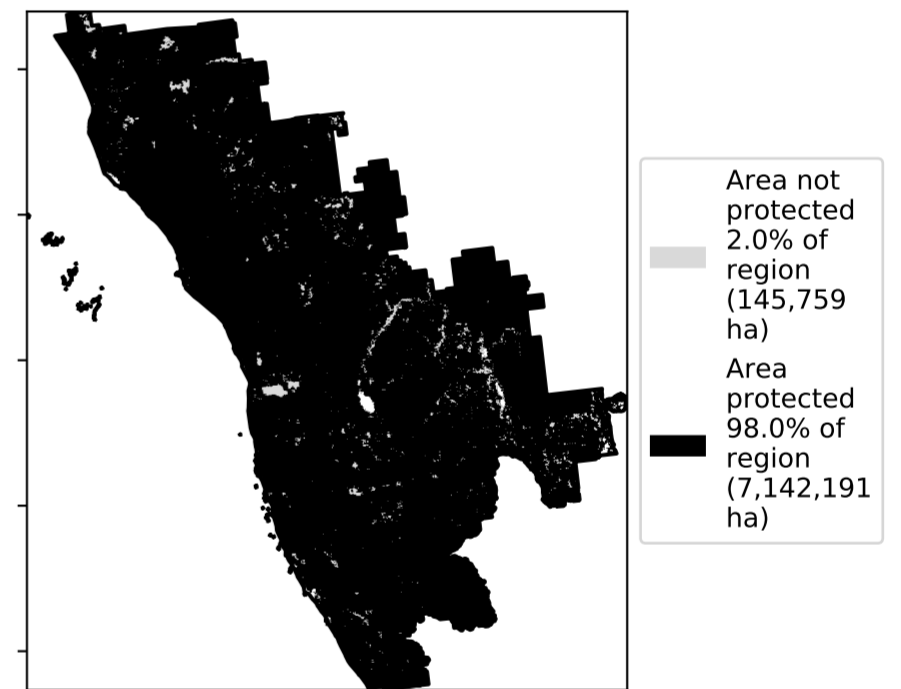 Area not
protected
2.0% of
region
(145,759
ha)
Area
protected
98.0% of
region
(7,142,191
ha)